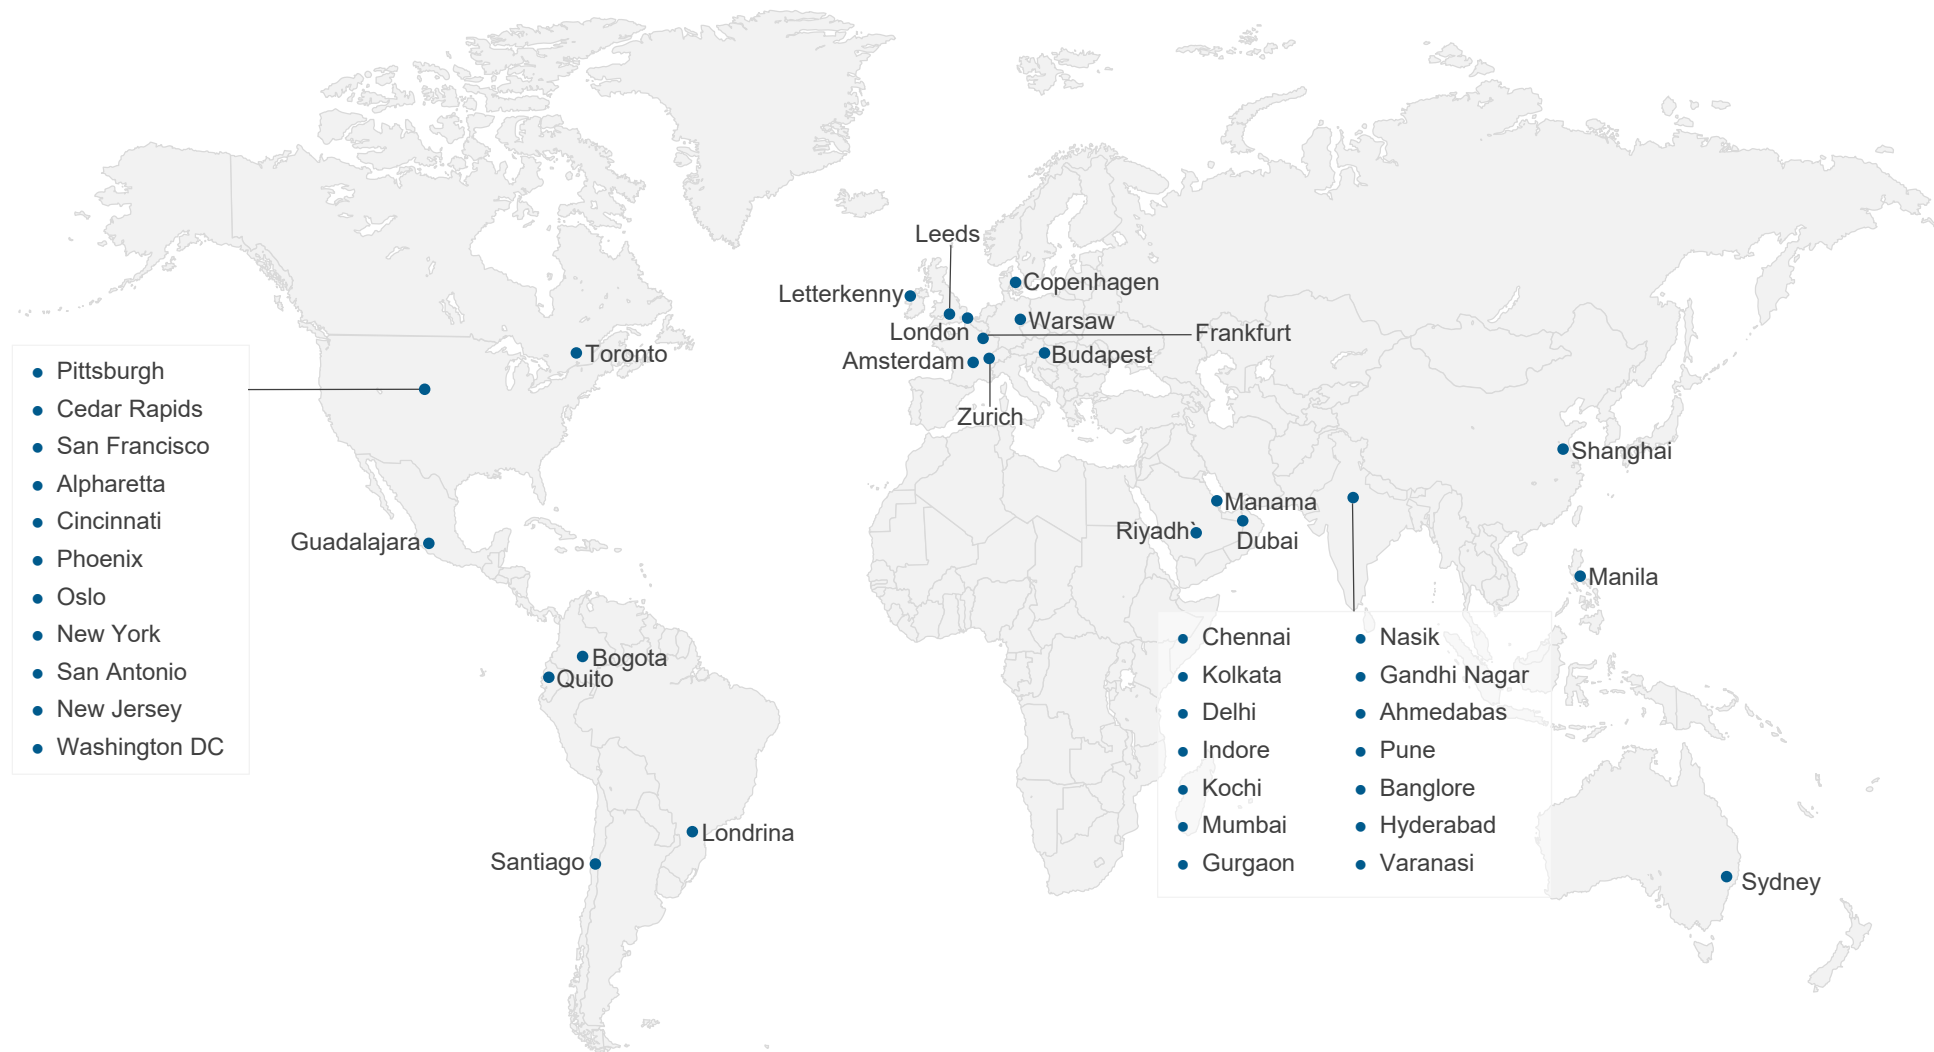 Leeds
Copenhagen
Letterkenny
Warsaw
London
Frankfurt
Toronto
Amsterdam
Budapest
Zurich
Pittsburgh
Cedar Rapids
San Francisco
Alpharetta
Cincinnati
Phoenix
Oslo
New York
San Antonio
New Jersey
Washington DC
Shanghai
Manama
Riyadh`
Dubai
Guadalajara
Manila
Bogota
Quito
Chennai
Kolkata
Delhi
Indore
Kochi
Mumbai
Gurgaon
Nasik
Gandhi Nagar
Ahmedabas
Pune
Banglore
Hyderabad
Varanasi
Londrina
Santiago
Sydney